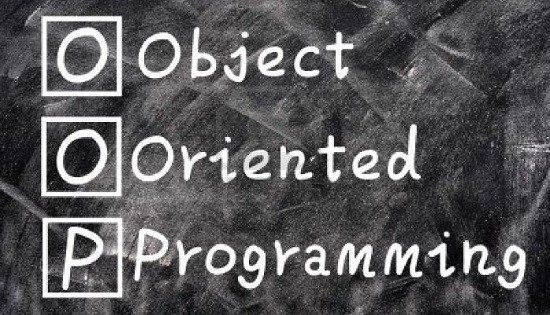 O Object
O Oriented
P Programming